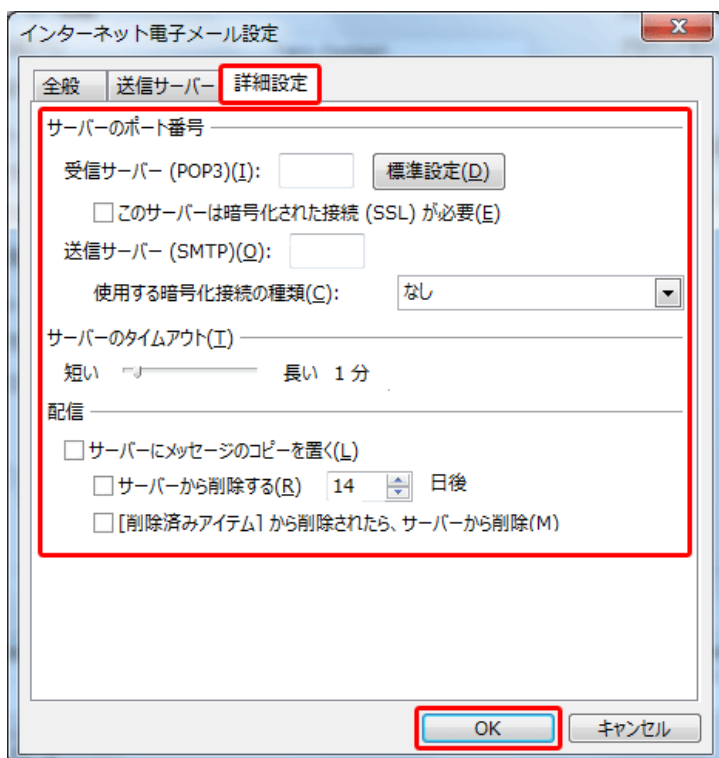 インターネット電子メール設定
x
全般 送信サーバー 詳細設定
サーバーのポート番号
受信サーバー (POP3)(I): 標準設定(D)
このサーバーは暗号化された接続 (SSL) が必要(E)
送信サーバー (SMTP)(O):
使用する暗号化接続の種類(C): なし
サーバーのタイムアウト(T)
短い 長い 1 分
配信
サーバーにメッセージのコピーを置く(L)
サーバーから削除する(R) 14 日後
[削除済みアイテム] から削除されたら、サーバーから削除(M)
OK キャンセル